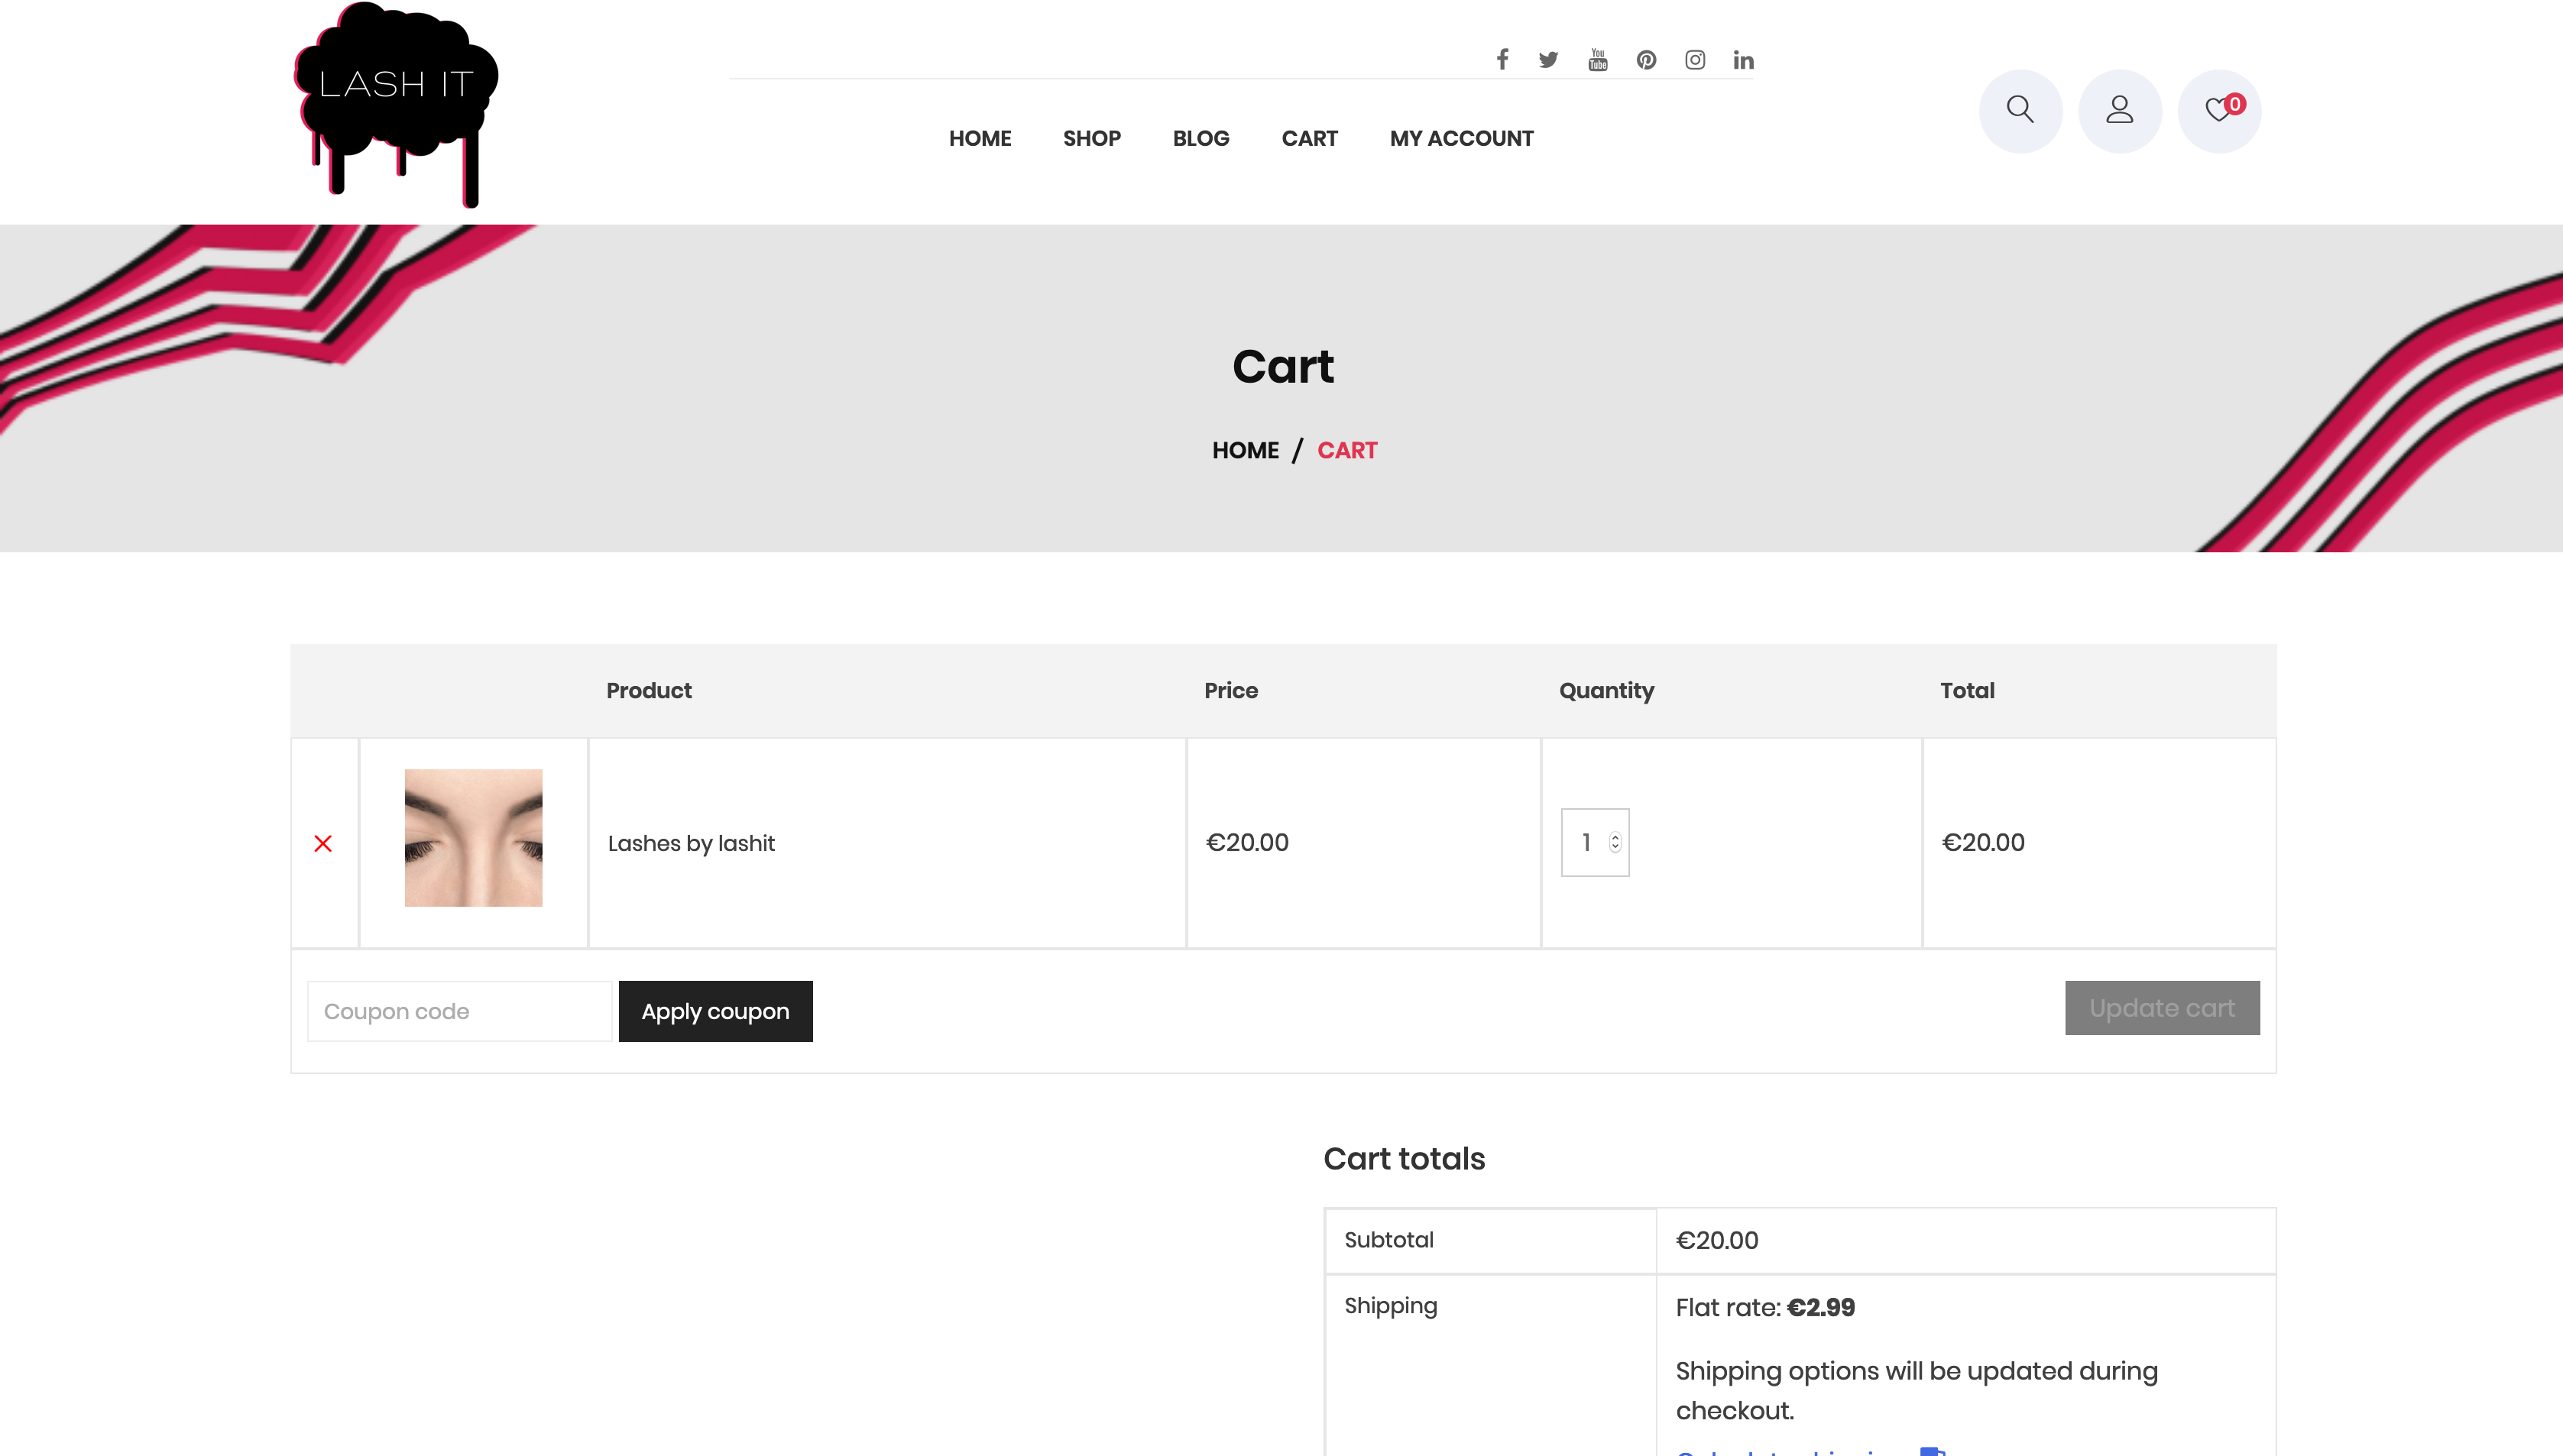 LASH IT
You
Tube
HOME SHOP BLOG CART MY ACCOUNT
0
Cart
HOME / CART
Product Price Quantity Total
Lashes by lashit €20.00 1 €20.00
Coupon code Apply coupon Update cart
Cart totals
Subtotal €20.00
Shipping Flat rate: €2.99
Shipping options will be updated during
checkout.